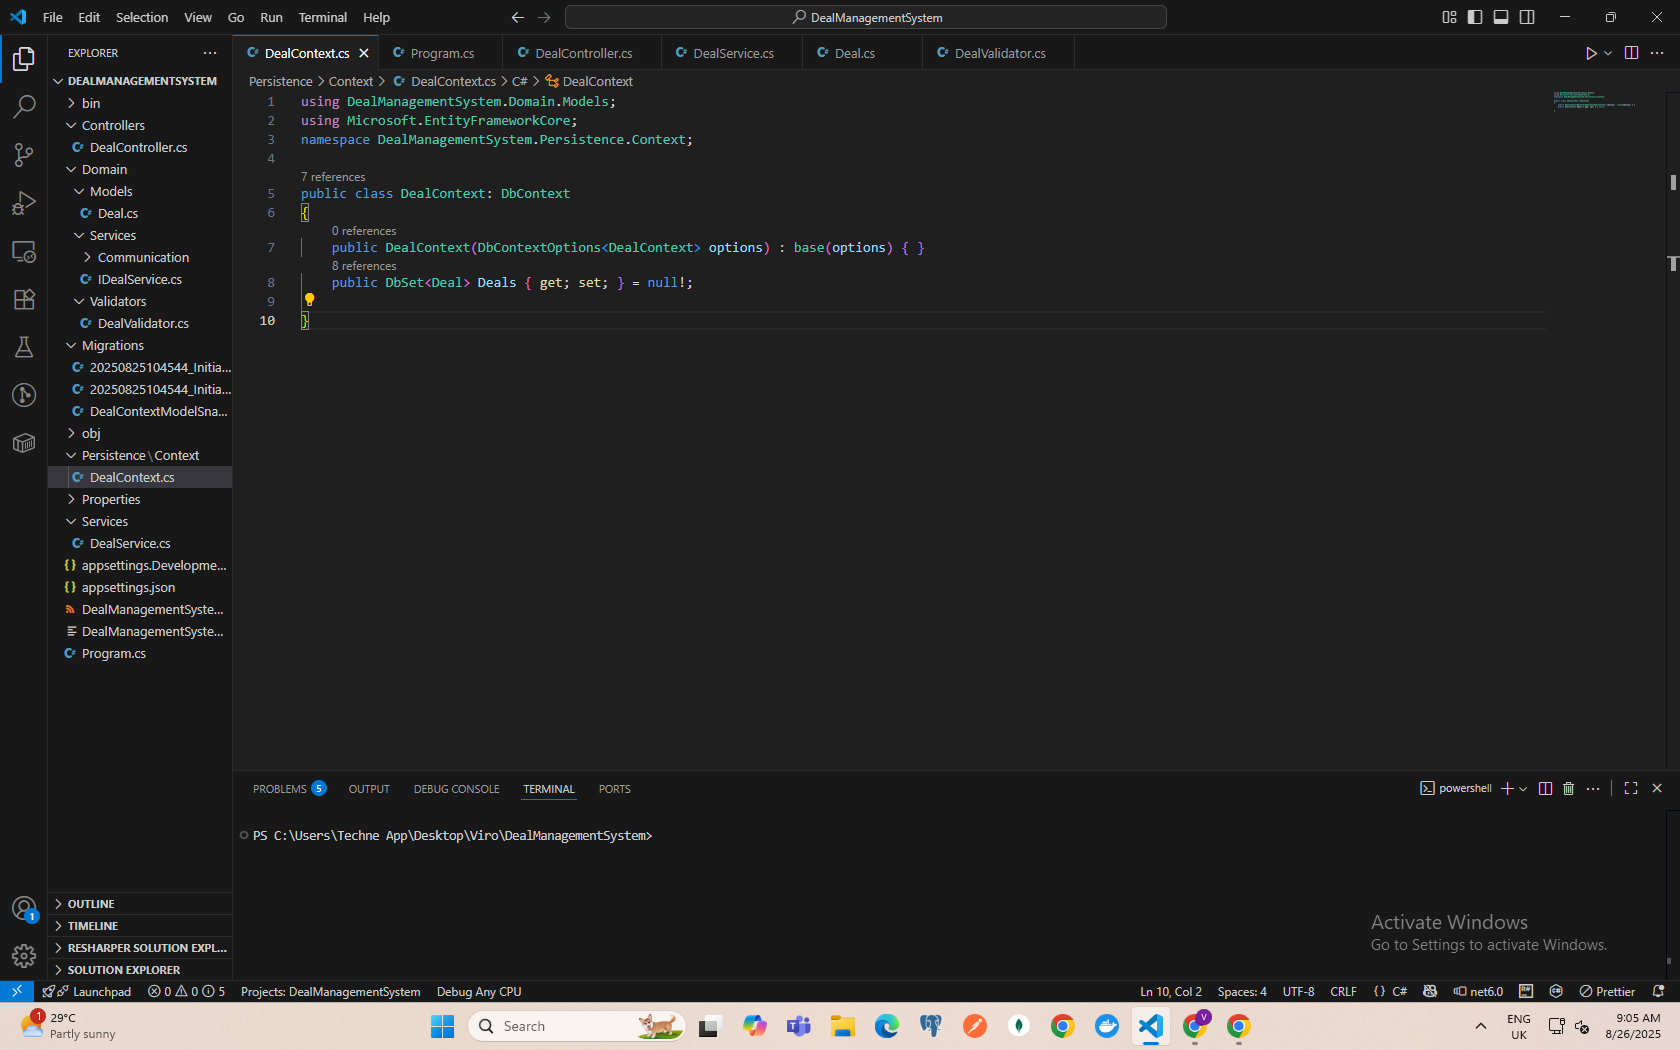 File Edit Selection View Go Run Terminal Help
DealManagementSystem
EXPLORER
DealContext.cs
Program.cs
DealController.cs
DealService.cs
Deal.cs
DealValidator.cs
Persistence > Context > DealContext.cs > C# > DealContext
DEALMANAGEMENTSYSTEM
bin
Controllers
DealController.cs
Domain
Models
Deal.cs
Services
Communication
IDealService.cs
Validators
DealValidator.cs
Migrations
20250825104544_Initia...
20250825104544_Initia...
DealContextModelSna...
obj
Persistence\Context
DealContext.cs
Properties
Services
DealService.cs
appsettings.Developme...
appsettings.json
DealManagementSyste...
DealManagementSyste...
Program.cs
OUTLINE
TIMELINE
RESHARPER SOLUTION EXPL...
SOLUTION EXPLORER
1 using DealManagementSystem.Domain.Models;
2 using Microsoft.EntityFrameworkCore;
3 namespace DealManagementSystem.Persistence.Context;
4
7 references
5 public class DealContext: DbContext
6 {
0 references
7 public DealContext(DbContextOptions<DealContext> options) : base(options) { }
8 references
8 public DbSet<Deal> Deals { get; set; } = null!;
9
10 }
PROBLEMS 5 OUTPUT DEBUG CONSOLE TERMINAL PORTS
powershell
PS C:\Users\Techne App\Desktop\Viro\DealManagementSystem>
Activate Windows
Go to Settings to activate Windows.
1
Launchpad 0 0 5 Projects: DealManagementSystem Debug Any CPU
Ln 10, Col 2 Spaces: 4 UTF-8 CRLF {} C# net6.0 Prettier
1
29°C
Partly sunny
Search
V
ENG
UK
9:05 AM
8/26/2025